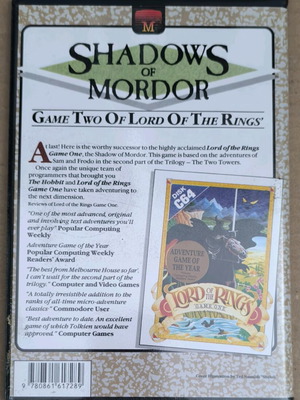 M
SHADOWS
OF
MORDOR
GAME TWO OF LORD OF THE RINGS
At last! Here is the worthy successor to the highly acclaimed Lord of the Rings
Game One, the Shadow of Mordor. This game is based on the adventures of
Sam and Frodo in the second part of the Trilogy – The Two Towers.
Once again the unique team of
programmers that brought you
The Hobbit and Lord of the Rings
Game One have taken adventuring to
the next dimension.
Reviews of Lord of the Rings Game One.
"One of the most advanced, original
and involving text adventures you'll
ever play" Popular Computing
Weekly
Adventure Game of the Year
Popular Computing Weekly
Readers' Award
"The best from Melbourne House so far.
I can't wait for the second part of the
trilogy." Computer and Video Games
"A totally irresistible addition to the
ranks of all-time micro-adventure
classics" Commodore User
"Best adventure to date. An excellent
game of which Tolkien would have
approved." Computer Games
C64
ADVENTURE
GAME OF THE
YEAR
LORD OF THE RINGS
GAME ONE
9 780861 617289